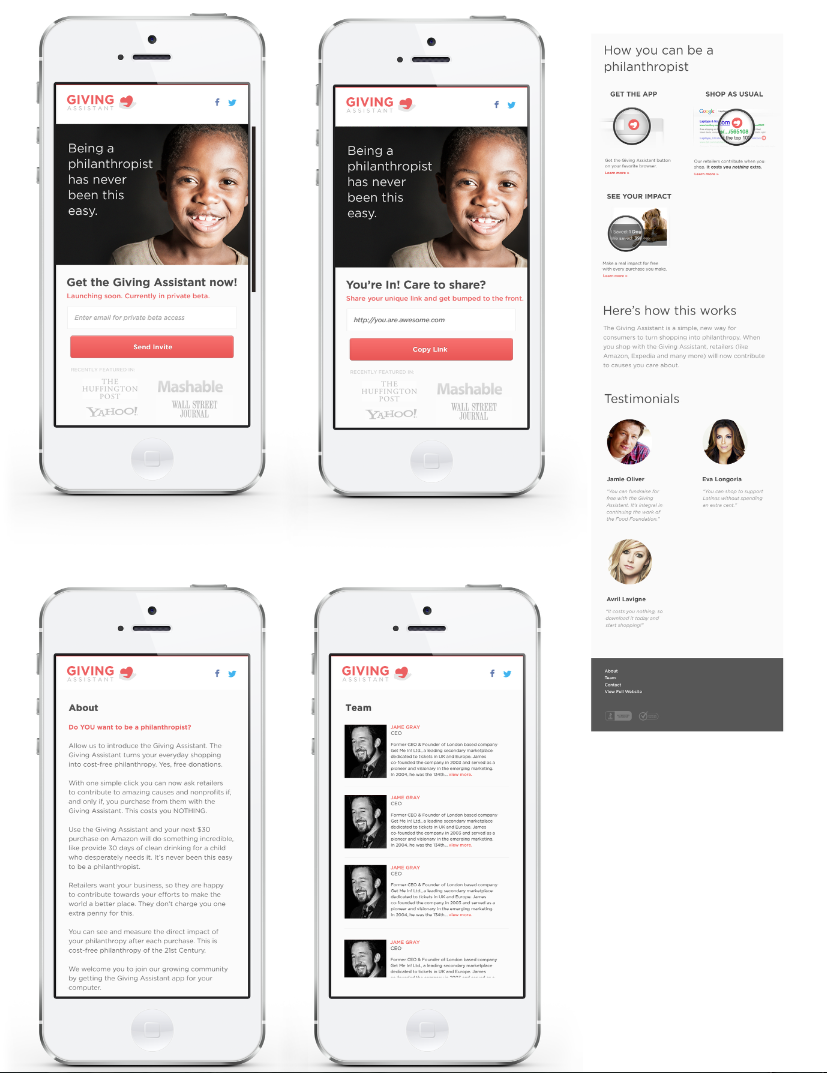 GIVING
ASSISTANT
Being a
philanthropist
has never
been this
easy.
Get the Giving Assistant now!
Launching soon. Currently in private beta.
Enter email for private beta access
Send Invite
RECENTLY FEATURED IN:
THE
HUFFINGTON
POST
Mashable
YAHOO!
WALL STREET
JOURNAL
GIVING
ASSISTANT
Being a
philanthropist
has never
been this
easy.
You're In! Care to share?
Share your unique link and get bumped to the front.
http://you.are.awesome.com
Copy Link
RECENTLY FEATURED IN:
THE
HUFFINGTON
POST
Mashable
YAHOO!
WALL STREET
JOURNAL
How you can be a
philanthropist
GET THE APP
Get the Giving Assistant button
on your favorite browser.
Learn more >
SHOP AS USUAL
Google
Our retailers contribute when you
shop. It costs you nothing extra.
Learn more >
SEE YOUR IMPACT
Make a real impact for free
with every purchase you make.
Learn more >
Here's how this works
The Giving Assistant is a simple, new way for
consumers to turn shopping into philanthropy. When
you shop with the Giving Assistant, retailers (like
Amazon, Expedia and many more) will now contribute
to causes you care about.
Testimonials
Jamie Oliver
"You can fundraise for
free with the Giving
Assistant. It's integral in
continuing the work of
the Food Foundation."
Eva Longoria
"You can shop to support
Latinos without spending
an extra cent."
Avril Lavigne
"It costs you nothing, so
download it today and
start shopping!"
About
Team
Contact
View Full Website
GIVING
ASSISTANT
About
Do YOU want to be a philanthropist?
Allow us to introduce the Giving Assistant. The
Giving Assistant turns your everyday shopping
into cost-free philanthropy. Yes, free donations.
With one simple click you can now ask retailers
to contribute to amazing causes and nonprofits if,
and only if, you purchase from them with the
Giving Assistant. This costs you NOTHING.
Use the Giving Assistant and your next $30
purchase on Amazon will do something incredible,
like provide 30 days of clean drinking for a child
who desperately needs it. It's never been this easy
to be a philanthropist.
Retailers want your business, so they are happy
to contribute towards your efforts to make the
world a better place. They don't charge you one
extra penny for this.
You can see and measure the direct impact of
your philanthropy after each purchase. This is
cost-free philanthropy of the 21st Century.
We welcome you to join our growing community
by getting the Giving Assistant app for your
computer.
GIVING
ASSISTANT
Team
JAME GRAY
CEO
Former CEO & Founder of London based company
Get Me In! Ltd., a leading secondary marketplace
dedicated to tickets in UK and Europe. James
co-founded the company in 2003 and served as a
pioneer and visionary in the emerging marketing.
In 2004, he was the 134th... view more.
JAME GRAY
CEO
Former CEO & Founder of London based company
Get Me In! Ltd., a leading secondary marketplace
dedicated to tickets in UK and Europe. James
co-founded the company in 2003 and served as a
pioneer and visionary in the emerging marketing.
In 2004, he was the 134th... view more.
JAME GRAY
CEO
Former CEO & Founder of London based company
Get Me In! Ltd., a leading secondary marketplace
dedicated to tickets in UK and Europe. James
co-founded the company in 2003 and served as a
pioneer and visionary in the emerging marketing.
In 2004, he was the 134th... view more.
JAME GRAY
CEO
Former CEO & Founder of London based company
Get Me In! Ltd., a leading secondary marketplace
dedicated to tickets in UK and Europe. James